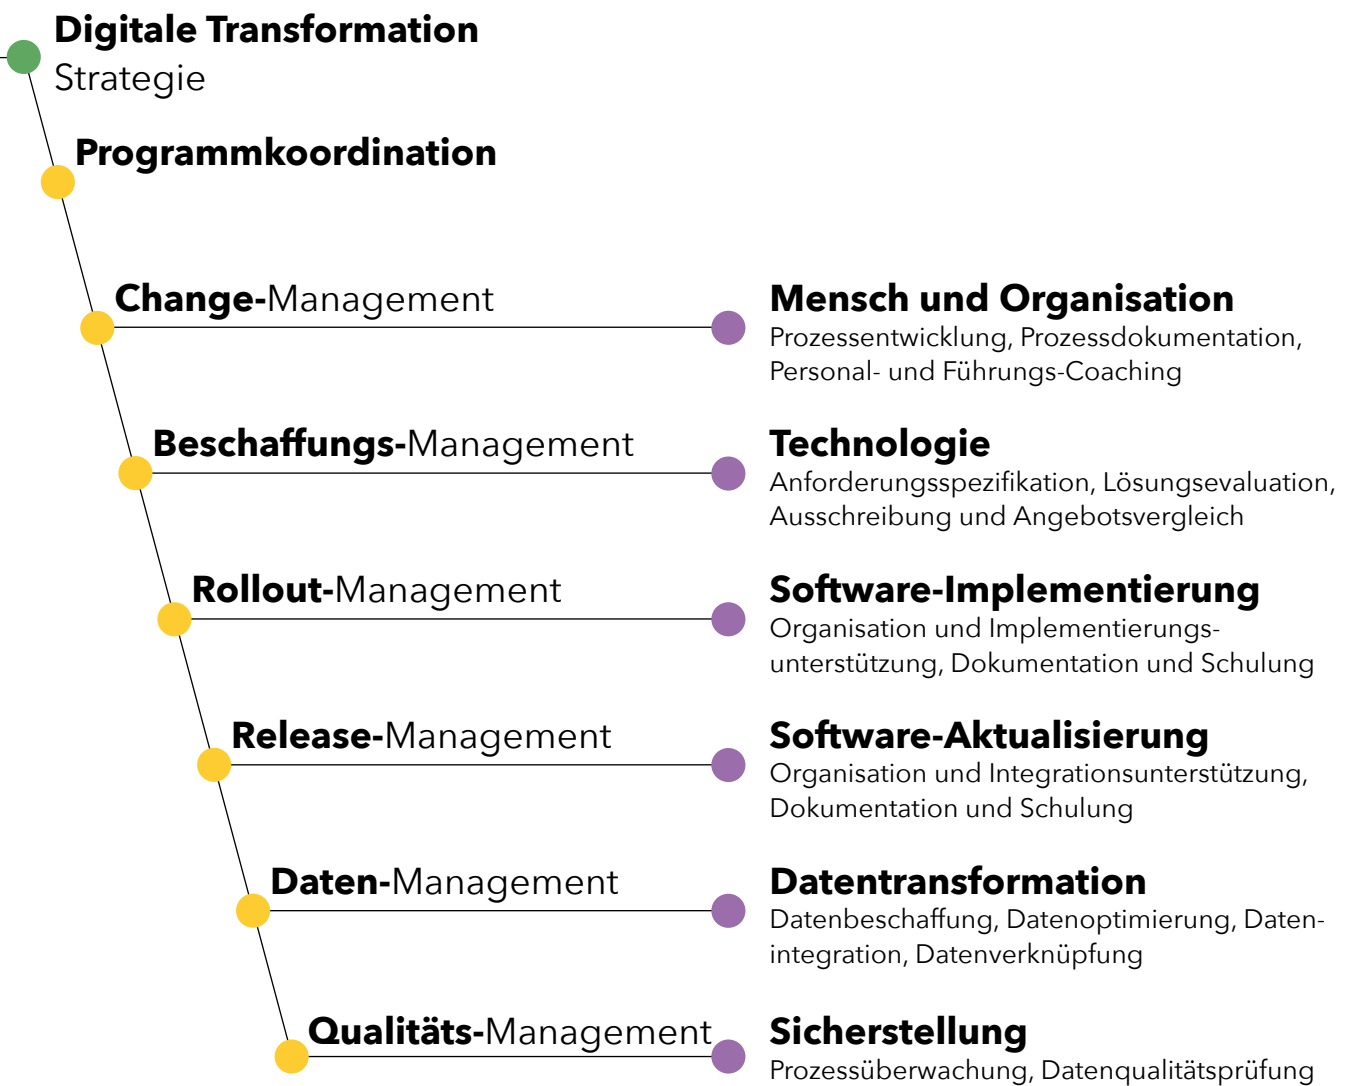 Digitale Transformation
Strategie
Programmkoordination
Change-Management
Mensch und Organisation
Prozessentwicklung, Prozessdokumentation,
Personal- und Führungs-Coaching
Beschaffungs-Management
Technologie
Anforderungsspezifikation, Lösungsevaluation,
Ausschreibung und Angebotsvergleich
Rollout-Management
Software-Implementierung
Organisation und Implementierungs-
unterstützung, Dokumentation und Schulung
Release-Management
Software-Aktualisierung
Organisation und Integrationsunterstützung,
Dokumentation und Schulung
Daten-Management
Datentransformation
Datenbeschaffung, Datenoptimierung, Daten-
integration, Datenverknüpfung
Qualitäts-Management
Sicherstellung
Prozessüberwachung, Datenqualitätsprüfung